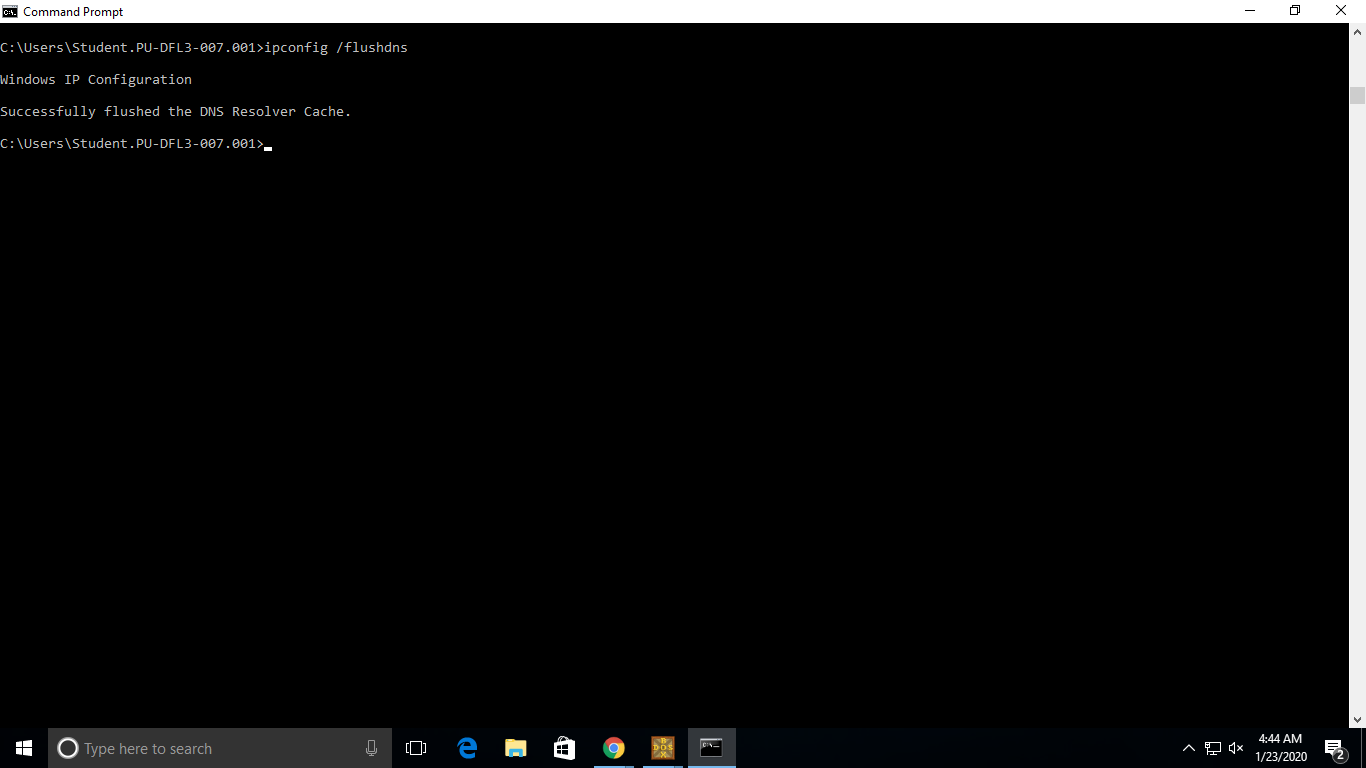 Command Prompt
C:\Users\Student.PU-DFL3-007.001>ipconfig /flushdns
Windows IP Configuration
Successfully flushed the DNS Resolver Cache.
C:\Users\Student.PU-DFL3-007.001>
Type here to search
DOS
4:44 AM
1/23/2020
2